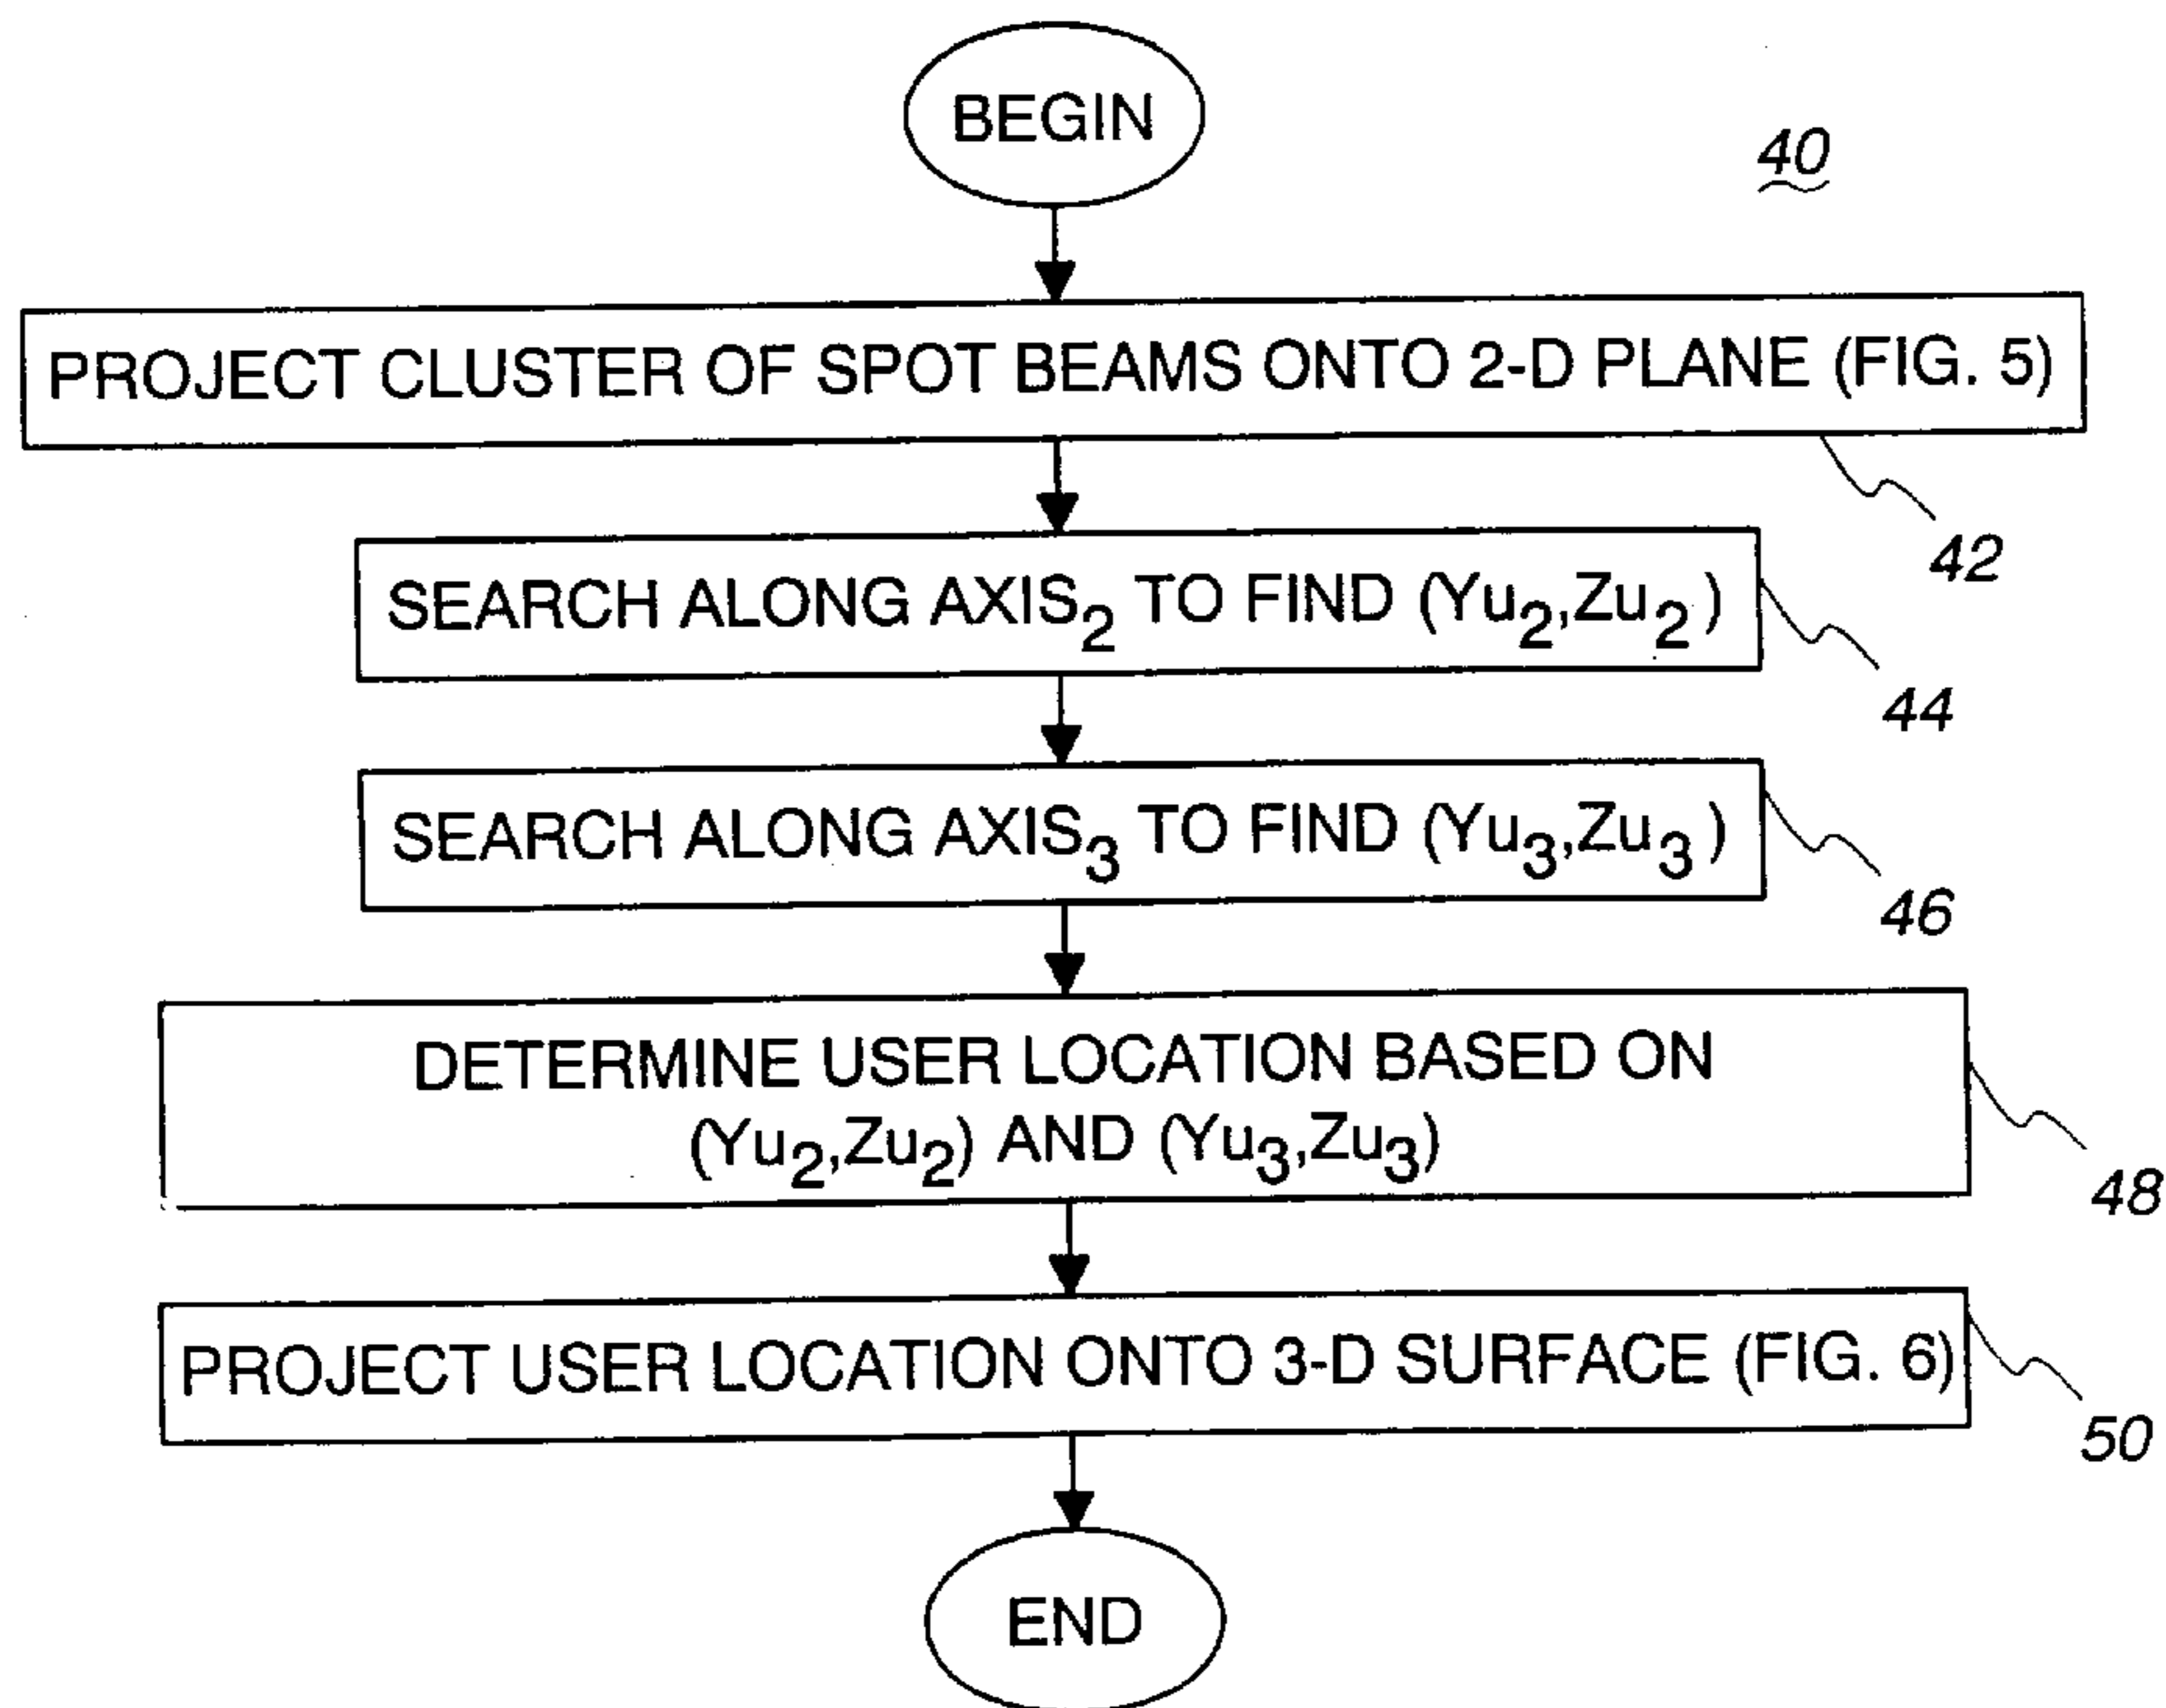 BEGIN
40
PROJECT CLUSTER OF SPOT BEAMS ONTO 2-D PLANE (FIG. 5)
42
SEARCH ALONG AXIS₂ TO FIND (Yu₂,Zu₂)
44
SEARCH ALONG AXIS₃ TO FIND (Yu₃,Zu₃)
46
DETERMINE USER LOCATION BASED ON
(Yu₂,Zu₂) AND (Yu₃,Zu₃)
48
PROJECT USER LOCATION ONTO 3-D SURFACE (FIG. 6)
50
END